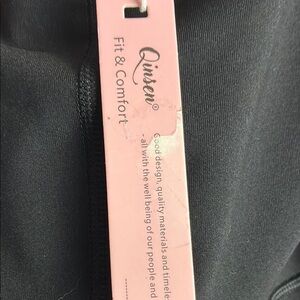 Qinsen®
Fit & Comfort
Good design, quality materials and timele
- all with the well being of our people and